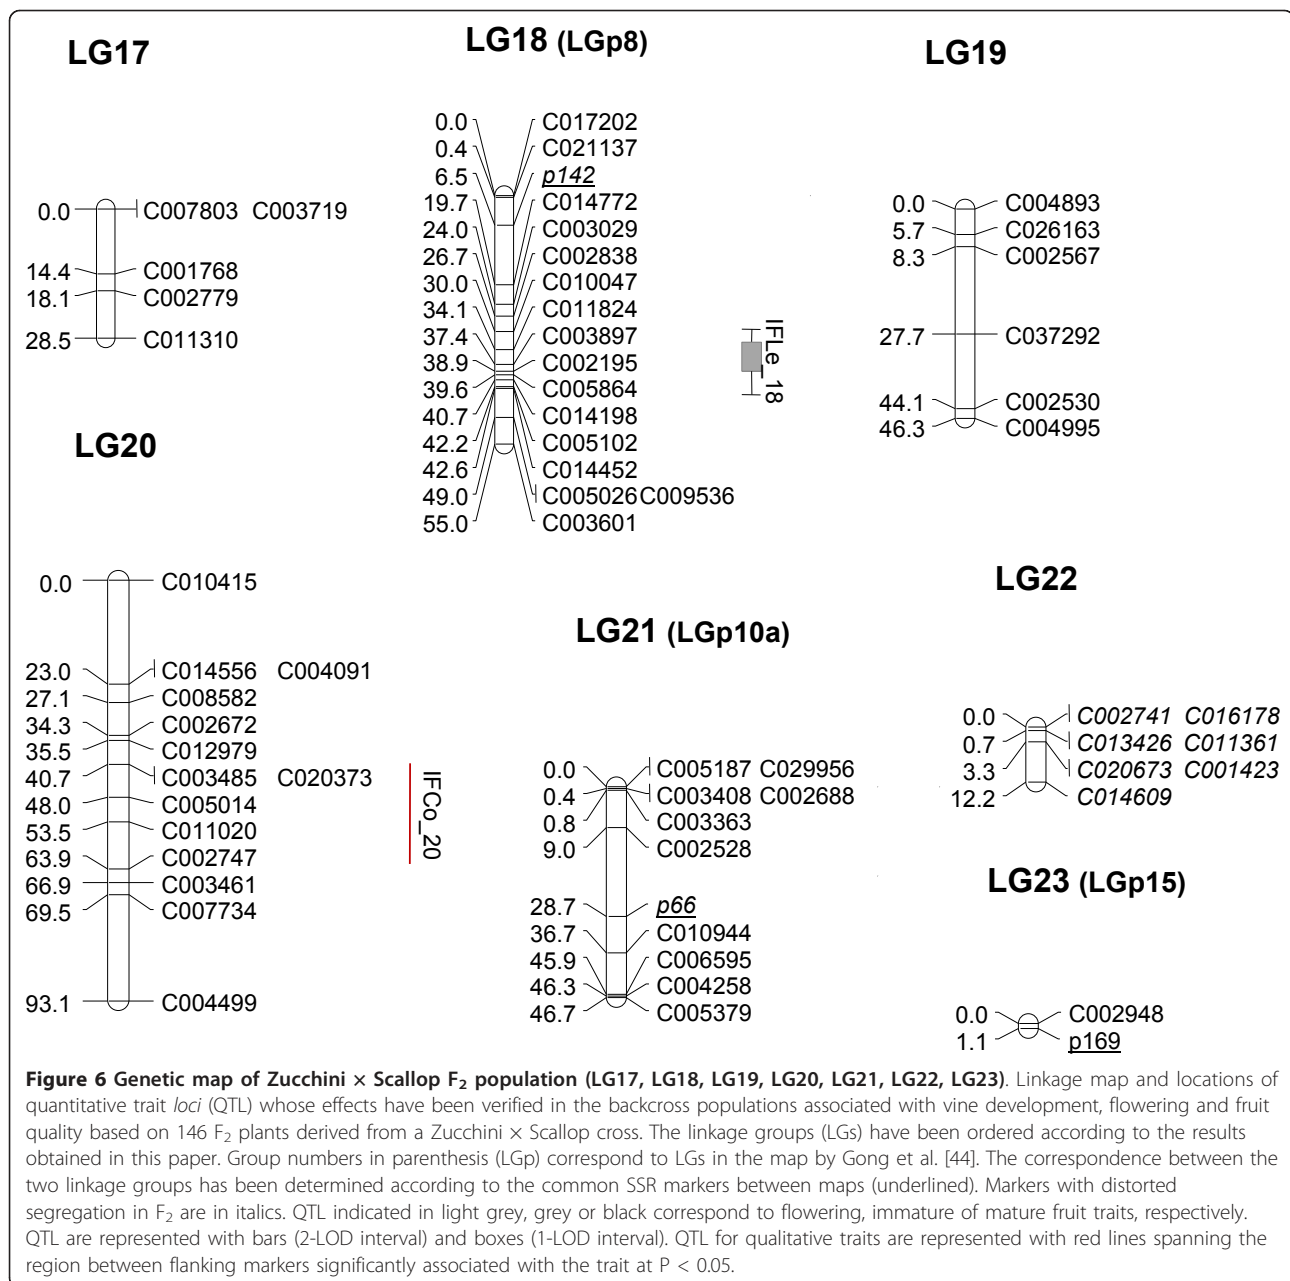 LG17
0.0 C007803 C003719
14.4 C001768
18.1 C002779
28.5 C011310
LG18 (LGp8)
0.0 C017202
0.4 C021137
6.5 p142
19.7 C014772
24.0 C003029
26.7 C002838
30.0 C010047
34.1 C011824
37.4 C003897
38.9 C002195
39.6 C005864
40.7 C014198
42.2 C005102
42.6 C014452
49.0 C005026 C009536
55.0 C003601
IFLe_18
LG19
0.0 C004893
5.7 C026163
8.3 C002567
27.7 C037292
44.1 C002530
46.3 C004995
LG20
0.0 C010415
23.0 C014556 C004091
27.1 C008582
34.3 C002672
35.5 C012979
40.7 C003485 C020373
48.0 C005014
53.5 C011020
63.9 C002747
66.9 C003461
69.5 C007734
93.1 C004499
IFCo_20
LG21 (LGp10a)
0.0 C005187 C029956
0.4 C003408 C002688
0.8 C003363
9.0 C002528
28.7 p66
36.7 C010944
45.9 C006595
46.3 C004258
46.7 C005379
LG22
0.0 C002741 C016178
0.7 C013426 C011361
3.3 C020673 C001423
12.2 C014609
LG23 (LGp15)
0.0 C002948
1.1 p169
Figure 6 Genetic map of Zucchini × Scallop F2 population (LG17, LG18, LG19, LG20, LG21, LG22, LG23). Linkage map and locations of
quantitative trait loci (QTL) whose effects have been verified in the backcross populations associated with vine development, flowering and fruit
quality based on 146 F2 plants derived from a Zucchini × Scallop cross. The linkage groups (LGs) have been ordered according to the results
obtained in this paper. Group numbers in parenthesis (LGp) correspond to LGs in the map by Gong et al. [44]. The correspondence between the
two linkage groups has been determined according to the common SSR markers between maps (underlined). Markers with distorted
segregation in F2 are in italics. QTL indicated in light grey, grey or black correspond to flowering, immature of mature fruit traits, respectively.
QTL are represented with bars (2-LOD interval) and boxes (1-LOD interval). QTL for qualitative traits are represented with red lines spanning the
region between flanking markers significantly associated with the trait at P < 0.05.